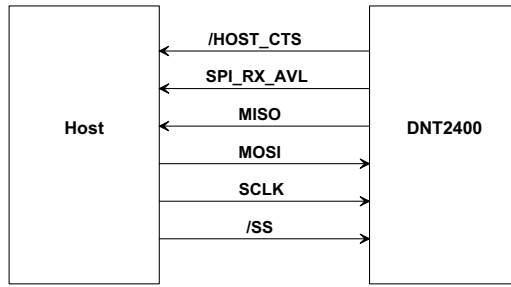 /HOST_CTS
SPI_RX_AVL
MISO
Host
DNT2400
MOSI
SCLK
/SS